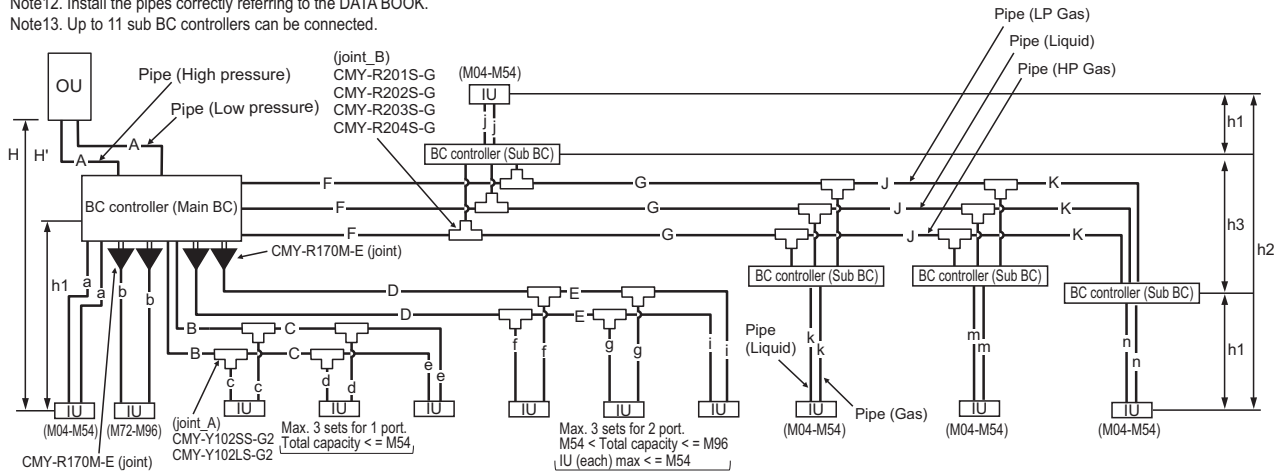 Note12. Install the pipes correctly referring to the DATA BOOK.
Note13. Up to 11 sub BC controllers can be connected.
Pipe (LP Gas)
Pipe (Liquid)
Pipe (HP Gas)
OU
Pipe (High pressure)
Pipe (Low pressure)
(joint_B)
CMY-R201S-G
CMY-R202S-G
CMY-R203S-G
CMY-R204S-G
(M04-M54)
IU
j j
BC controller (Sub BC)
h1
H
H'
A
A
BC controller (Main BC)
F
G
J
K
F
G
J
K
F
G
J
K
h3
h2
CMY-R170M-E (joint)
BC controller (Sub BC)
BC controller (Sub BC)
BC controller (Sub BC)
h1
a
a
b
b
D
E
D
E
B
C
B
C
c
c
d
d
e
e
f
f
g
g
i
i
Pipe
(Liquid)
k
k
m
m
n
n
h1
Pipe (Gas)
IU
IU
IU
IU
IU
IU
IU
IU
IU
IU
IU
(M04-M54)
(M72-M96)
(joint_A)
CMY-Y102SS-G2
CMY-Y102LS-G2
Max. 3 sets for 1 port.
Total capacity < = M54
Max. 3 sets for 2 port.
M54 < Total capacity < = M96
IU (each) max < = M54
(M04-M54)
(M04-M54)
(M04-M54)
CMY-R170M-E (joint)